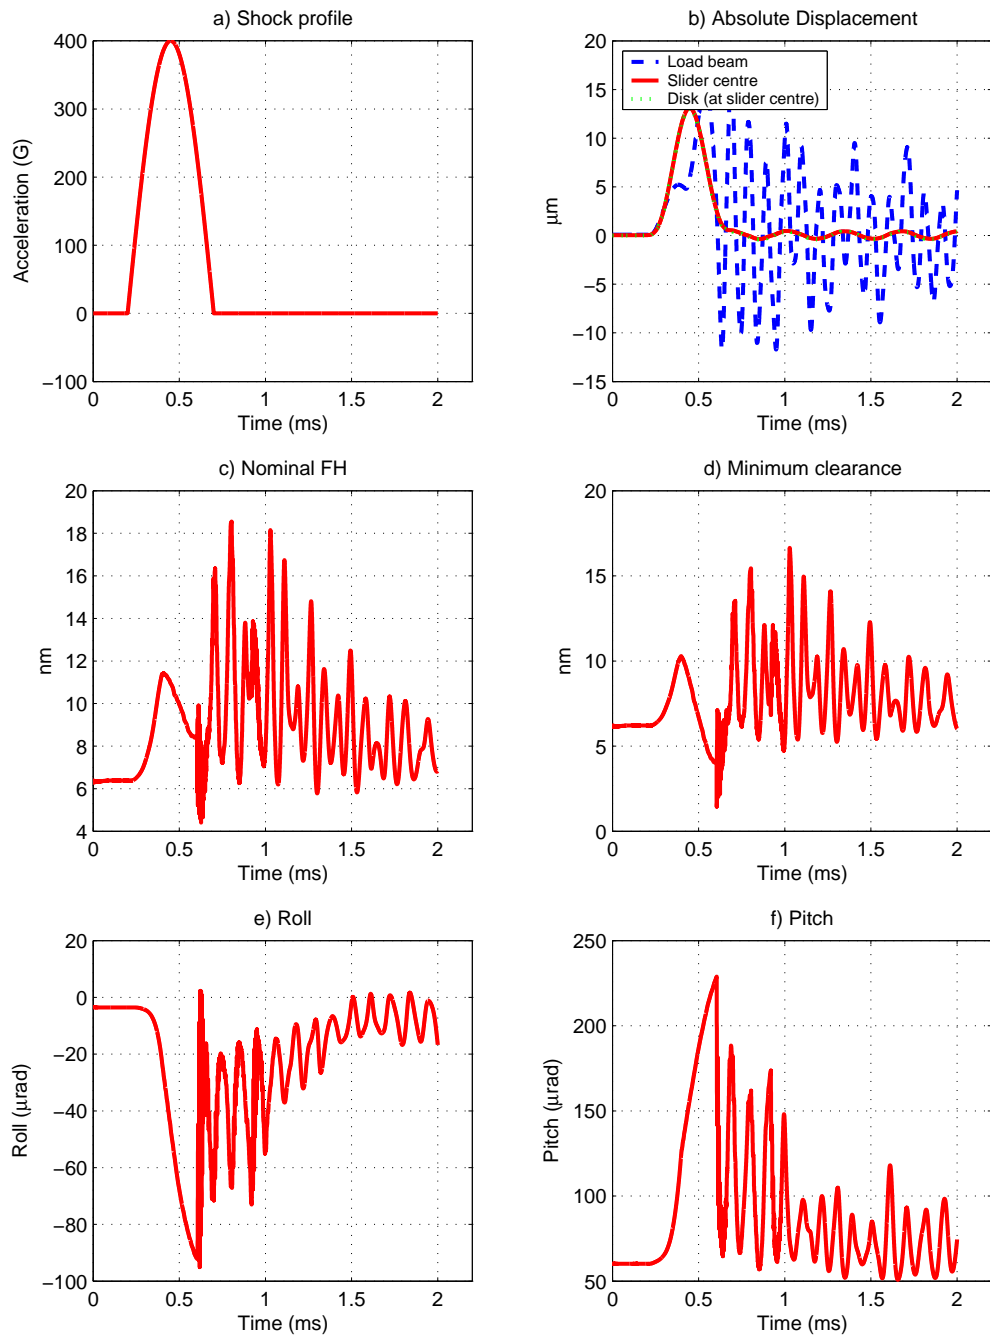 a) Shock profile
400
300
200
100
0
−100
Acceleration (G)
0 0.5 1 1.5 2
Time (ms)
b) Absolute Displacement
20
15
10
5
0
−5
−10
−15
μm
Load beam
Slider centre
Disk (at slider centre)
0 0.5 1 1.5 2
Time (ms)
c) Nominal FH
20
18
16
14
12
10
8
6
4
nm
0 0.5 1 1.5 2
Time (ms)
d) Minimum clearance
20
15
10
5
0
nm
0 0.5 1 1.5 2
Time (ms)
e) Roll
20
0
−20
−40
−60
−80
−100
Roll (μrad)
0 0.5 1 1.5 2
Time (ms)
f) Pitch
250
200
150
100
50
Pitch (μrad)
0 0.5 1 1.5 2
Time (ms)